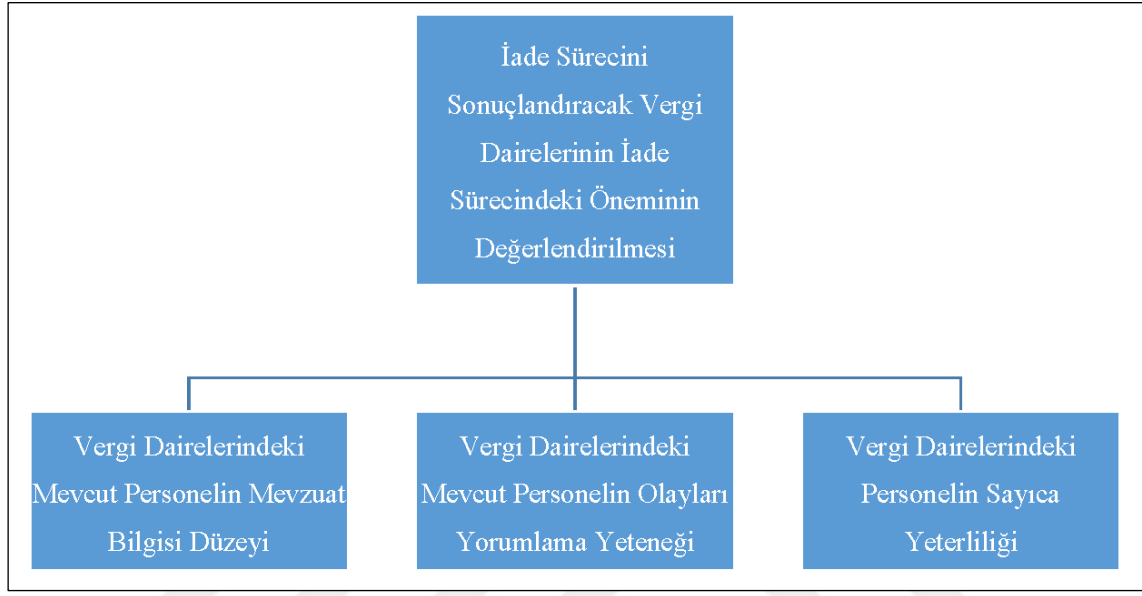 İade Sürecini
Sonuçlandıracak Vergi
Dairelerinin İade
Sürecindeki Öneminin
Değerlendirilmesi
Vergi Dairelerindeki
Mevcut Personelin Mevzuat
Bilgisi Düzeyi
Vergi Dairelerindeki
Mevcut Personelin Olayları
Yorumlama Yeteneği
Vergi Dairelerindeki
Personelin Sayıca
Yeterliliği